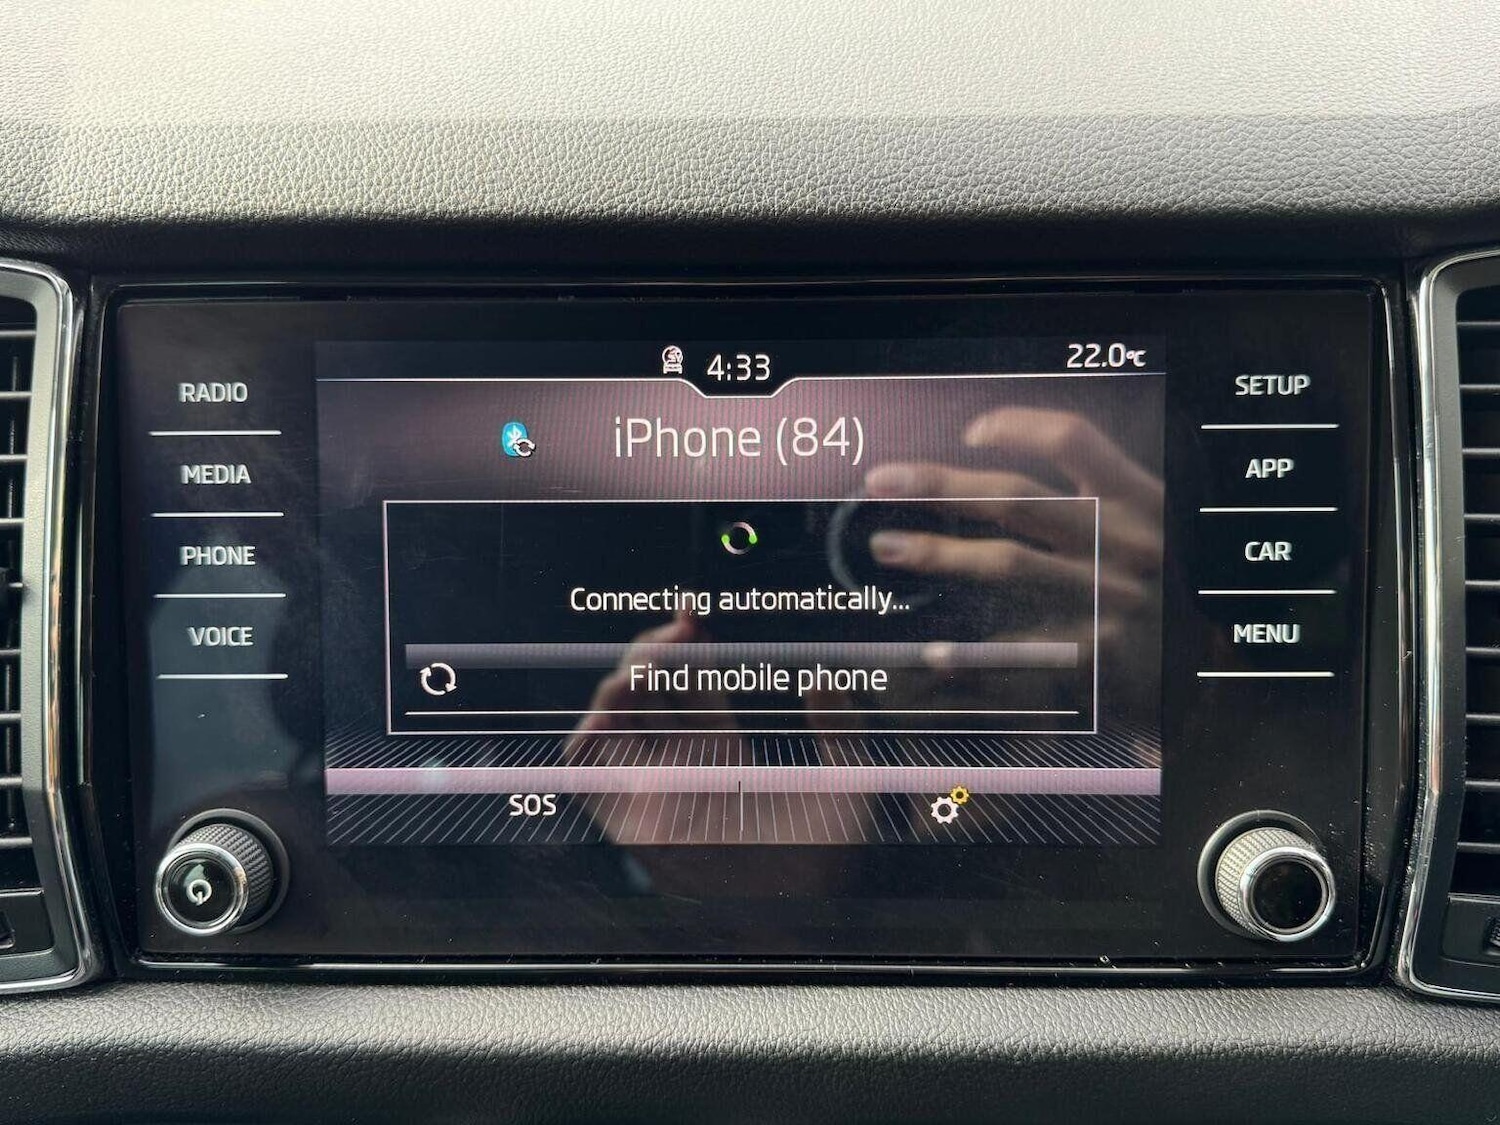 4:33
22.0°C
RADIO
MEDIA
PHONE
VOICE
iPhone (84)
Connecting automatically...
Find mobile phone
SOS
SETUP
APP
CAR
MENU